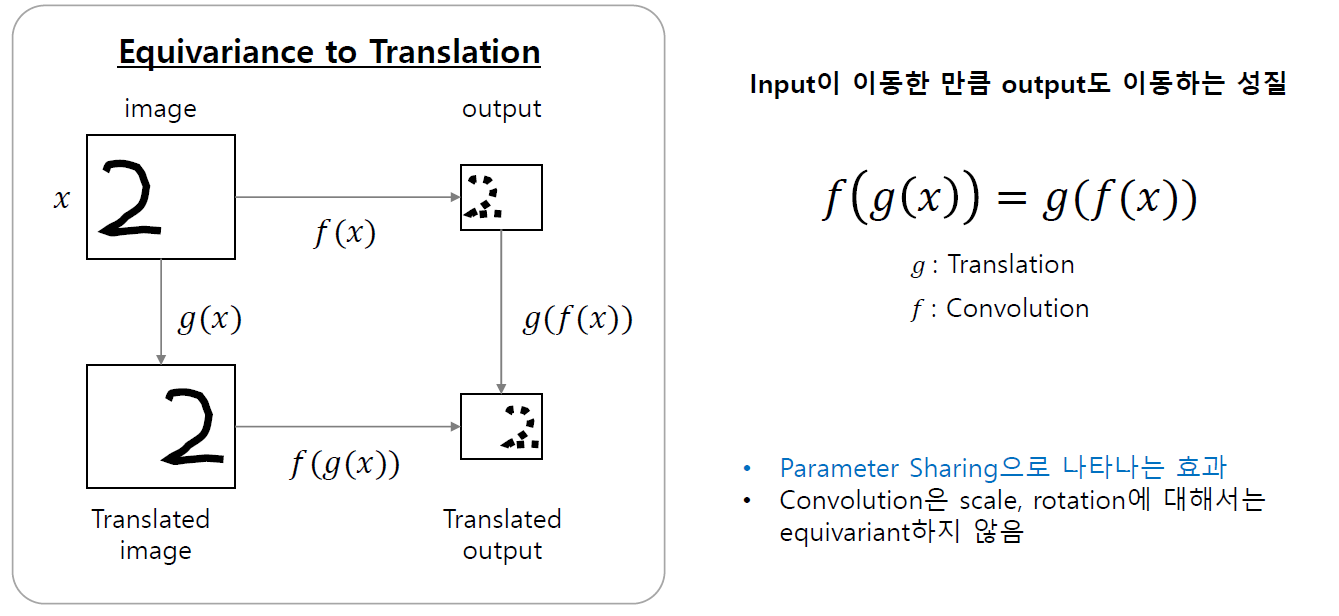 Equivariance to Translation
image
output
x
f(x)
g(x)
g(f(x))
f(g(x))
Translated
image
Translated
output
Input이 이동한 만큼 output도 이동하는 성질
f(g(x)) = g(f(x))
g : Translation
f : Convolution
• Parameter Sharing으로 나타나는 효과
• Convolution은 scale, rotation에 대해서는
equivariant하지 않음
2
2
2
2